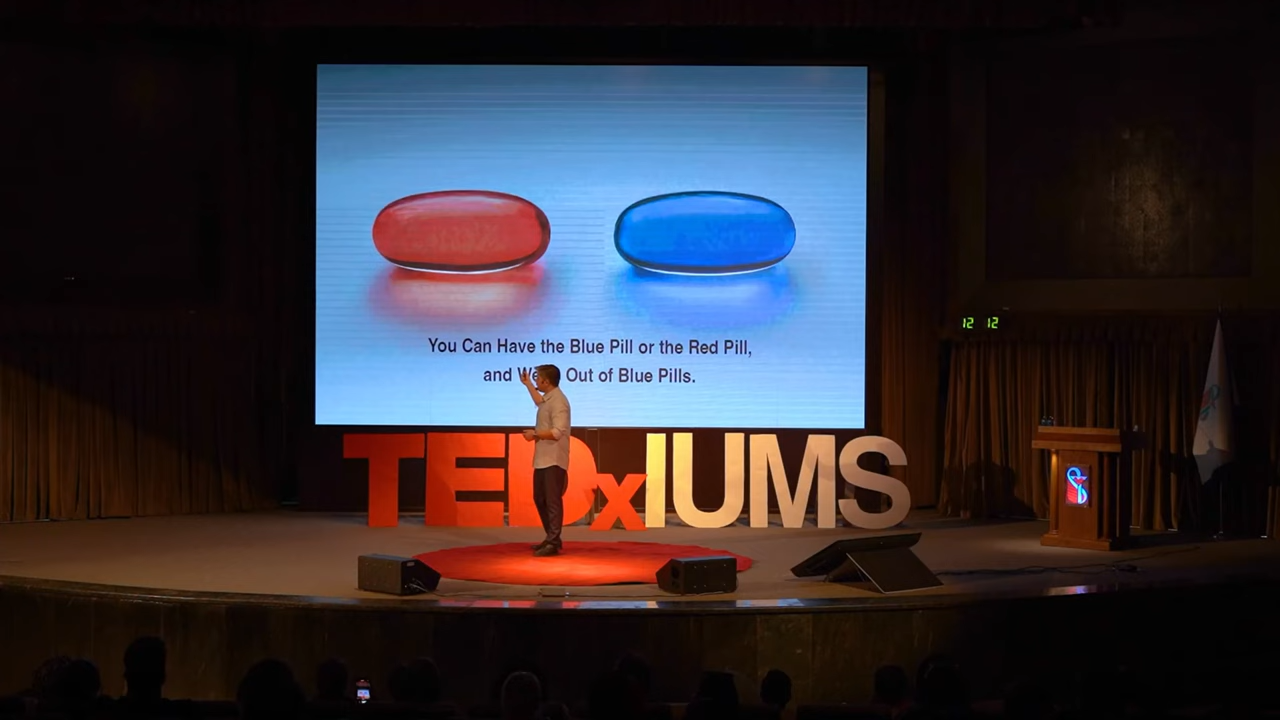 You Can Have the Blue Pill or the Red Pill,
and Out of Blue Pills.
12 12
TEDxIUMS